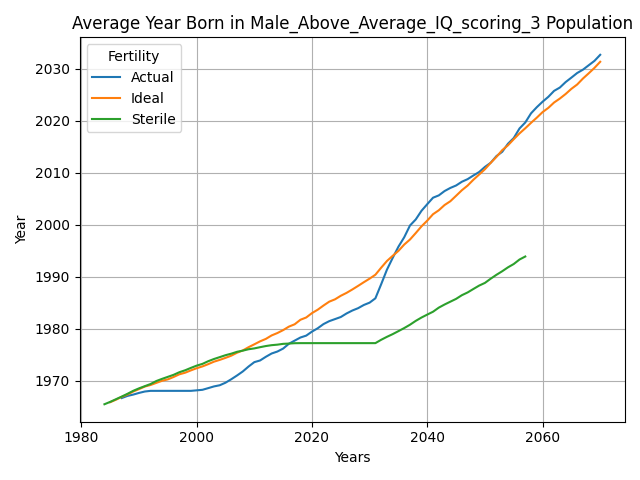 Average Year Born in Male_Above_Average_IQ_scoring_3 Population
Fertility
Actual
Ideal
Sterile
2030
2020
2010
2000
1990
1980
1970
Year
1980 2000 2020 2040 2060
Years